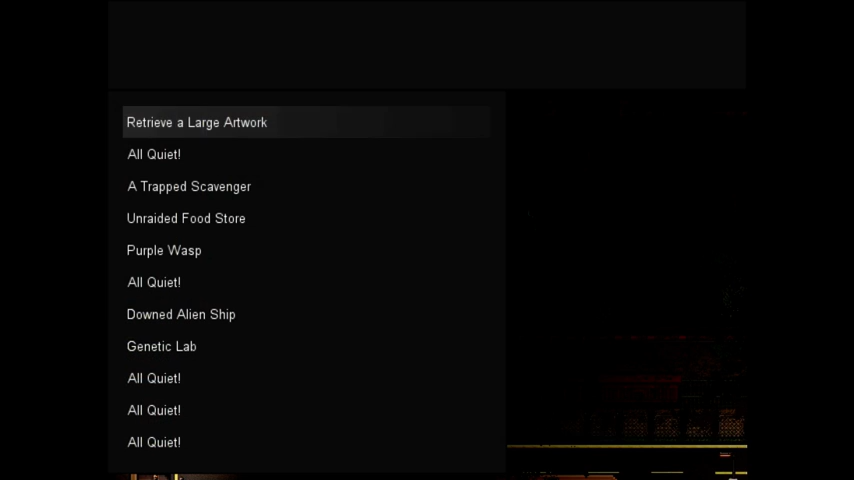 Retrieve a Large Artwork
All Quiet!
A Trapped Scavenger
Unraided Food Store
Purple Wasp
All Quiet!
Downed Alien Ship
Genetic Lab
All Quiet!
All Quiet!
All Quiet!